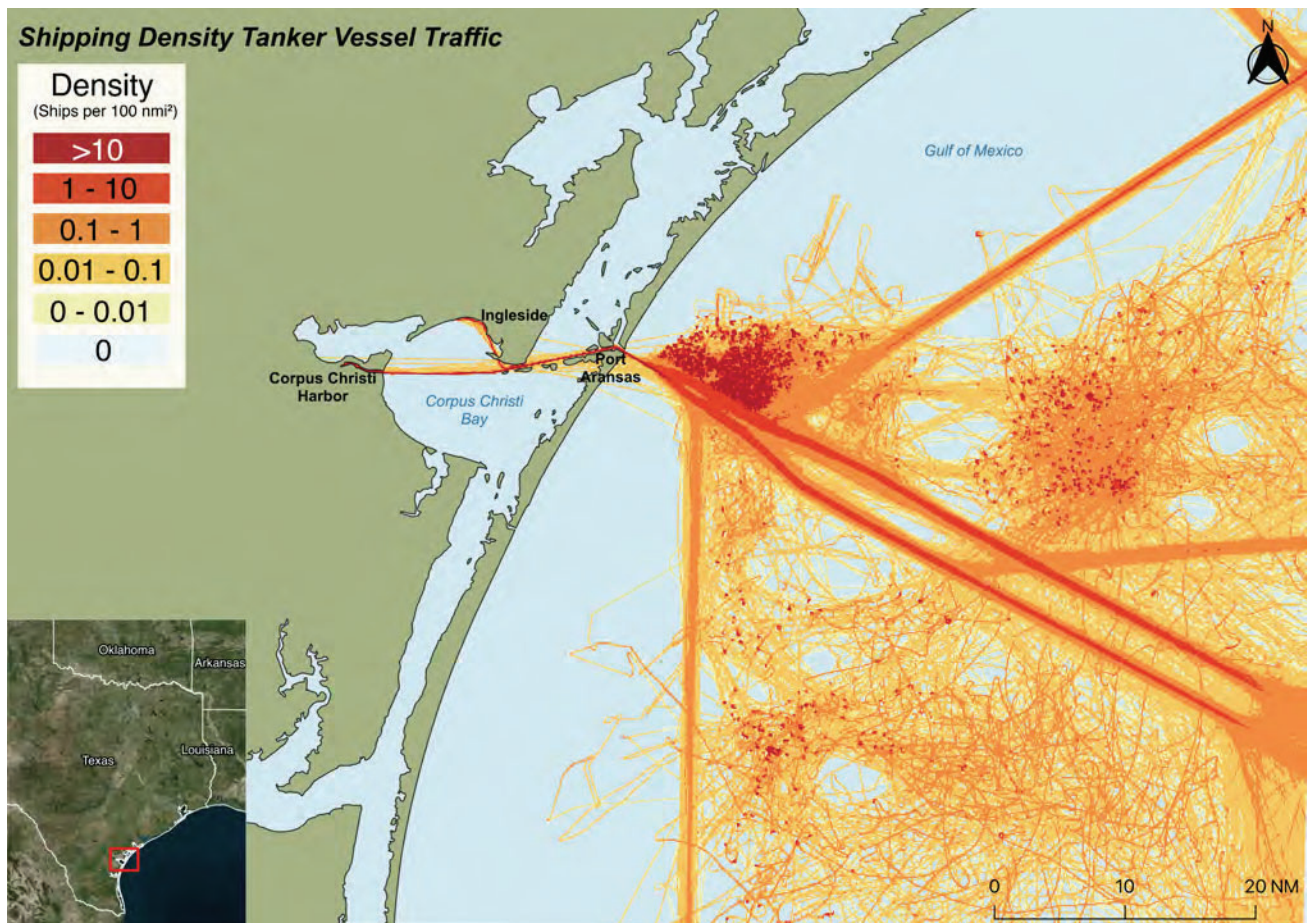 Shipping Density Tanker Vessel Traffic
Density
(Ships per 100 nmi²)
>10
1 - 10
0.1 - 1
0.01 - 0.1
0 - 0.01
0
N
Gulf of Mexico
Ingleside
Port
Aransas
Corpus Christi
Harbor
Corpus Christi
Bay
Oklahoma
Arkansas
Texas
Louisiana
0 10 20 NM